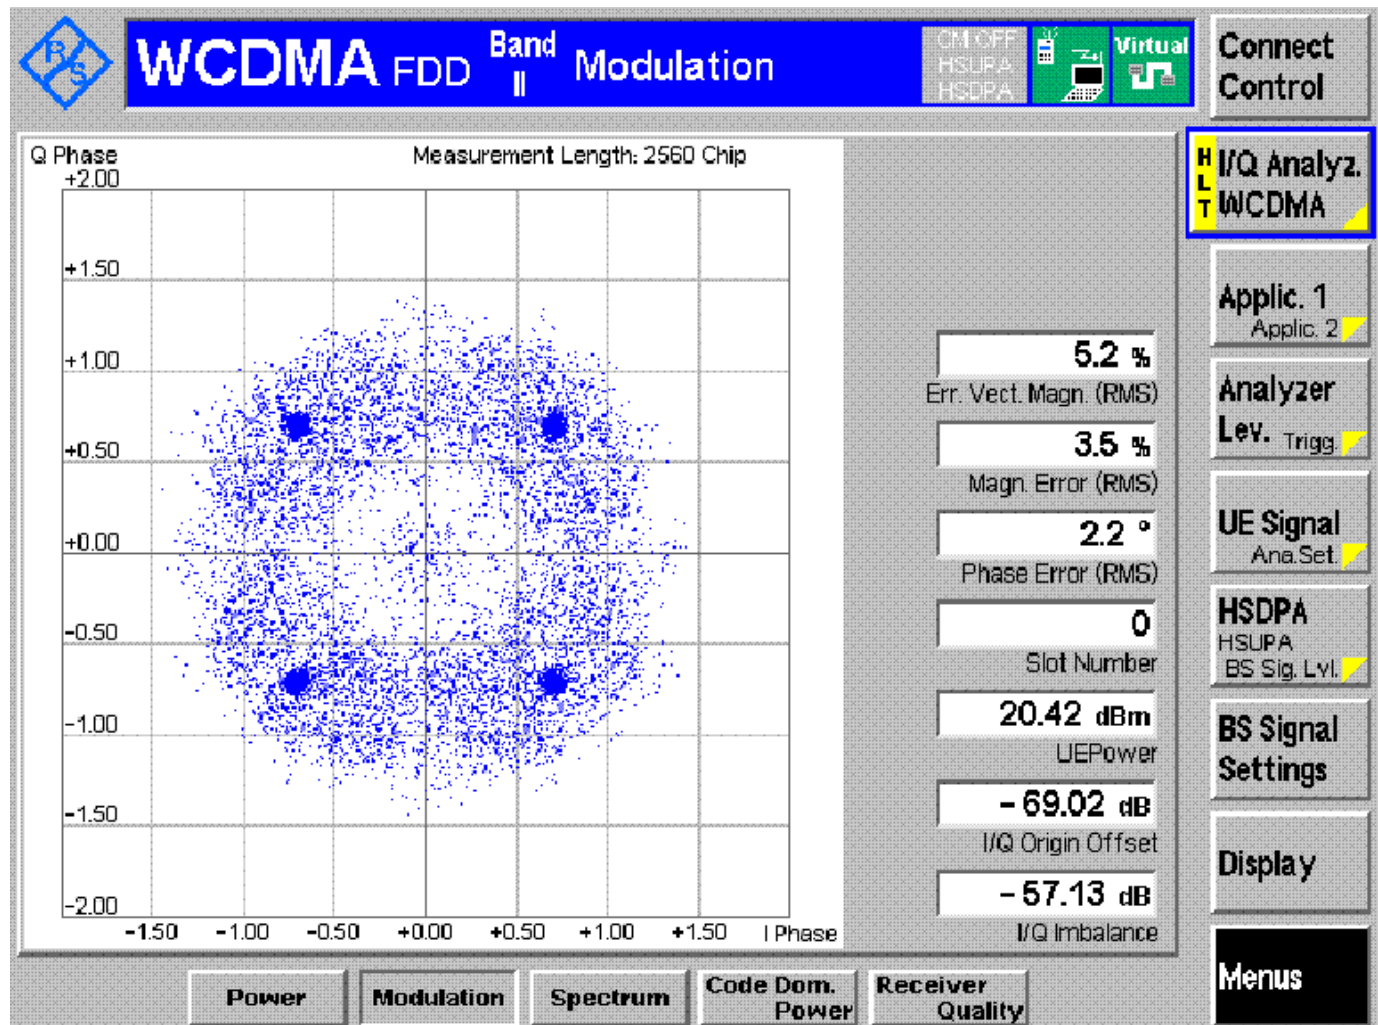 R S
WCDMA FDD Band II Modulation
CM OFF
HSUPA
HSDPA
Virtual
Connect
Control
Q Phase
Measurement Length: 2560 Chip
+2.00
+1.50
+1.00
+0.50
+0.00
-0.50
-1.00
-1.50
-2.00
-1.50 -1.00 -0.50 +0.00 +0.50 +1.00 +1.50 I Phase
5.2 %
Err. Vect. Magn. (RMS)
3.5 %
Magn. Error (RMS)
2.2 °
Phase Error (RMS)
0
Slot Number
20.42 dBm
UEPower
- 69.02 dB
I/Q Origin Offset
- 57.13 dB
I/Q Imbalance
HLT
I/Q Analyz.
WCDMA
Applic. 1
Applic. 2
Analyzer
Lev. Trigg.
UE Signal
Ana.Set.
HSDPA
HSUPA
BS Sig. Lvl.
BS Signal
Settings
Display
Menus
Power
Modulation
Spectrum
Code Dom.
Power
Receiver
Quality